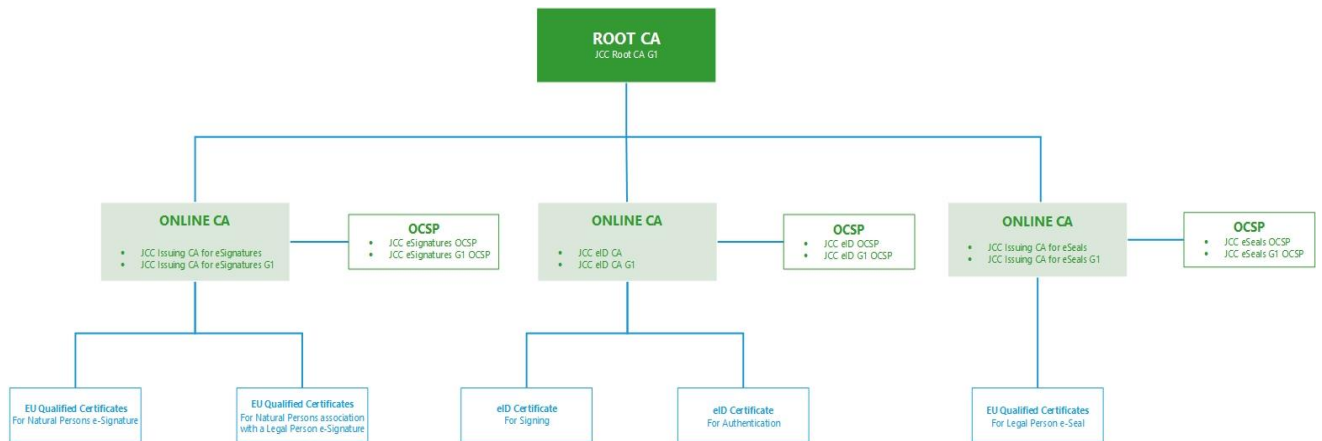 ROOT CA
JCC Root CA G1
ONLINE CA
• JCC Issuing CA for eSignatures
• JCC Issuing CA for eSignatures G1
OCSP
• JCC eSignatures OCSP
• JCC eSignatures G1 OCSP
ONLINE CA
• JCC eID CA
• JCC eID CA G1
OCSP
• JCC eID OCSP
• JCC eID G1 OCSP
ONLINE CA
• JCC Issuing CA for eSeals
• JCC Issuing CA for eSeals G1
OCSP
• JCC eSeals OCSP
• JCC eSeals G1 OCSP
EU Qualified Certificates
For Natural Persons e-Signature
EU Qualified Certificates
For Natural Persons association
with a Legal Person e-Signature
eID Certificate
For Signing
eID Certificate
For Authentication
EU Qualified Certificates
For Legal Person e-Seal